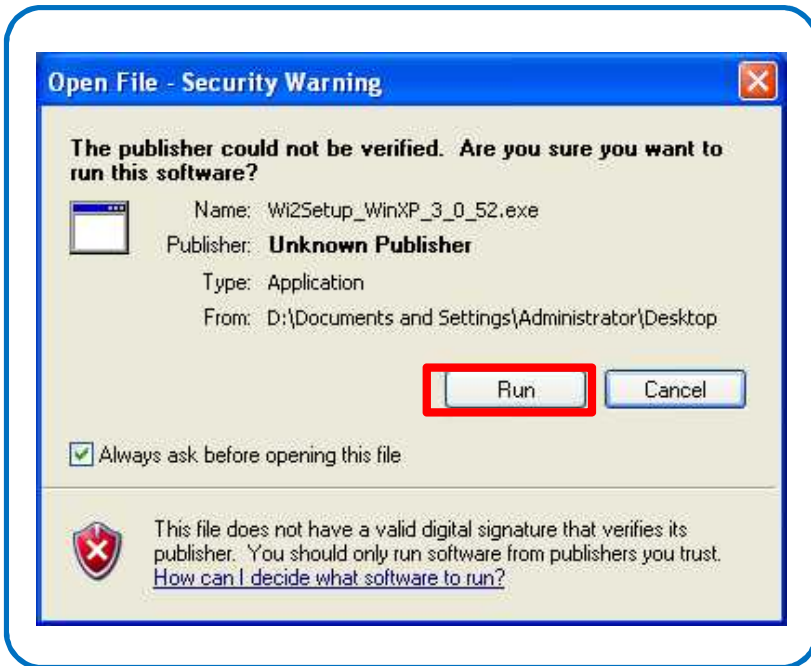 Open File - Security Warning
The publisher could not be verified. Are you sure you want to
run this software?
Name: Wi2Setup_WinXP_3_0_52.exe
Publisher: Unknown Publisher
Type: Application
From: D:\Documents and Settings\Administrator\Desktop
Run Cancel
Always ask before opening this file
This file does not have a valid digital signature that verifies its
publisher. You should only run software from publishers you trust.
How can I decide what software to run?